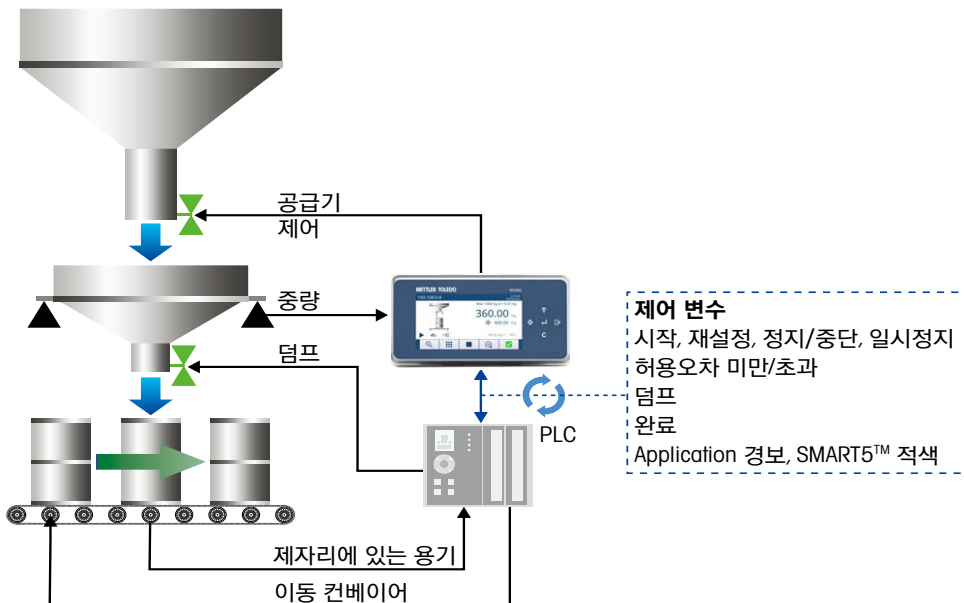 공급기
제어
중량
덤프
METTLER TOLEDO
360.00 kg
제어 변수
시작, 재설정, 정지/중단, 일시정지
허용오차 미만/초과
덤프
완료
Application 경보, SMART5™ 적색
PLC
제자리에 있는 용기
이동 컨베이어